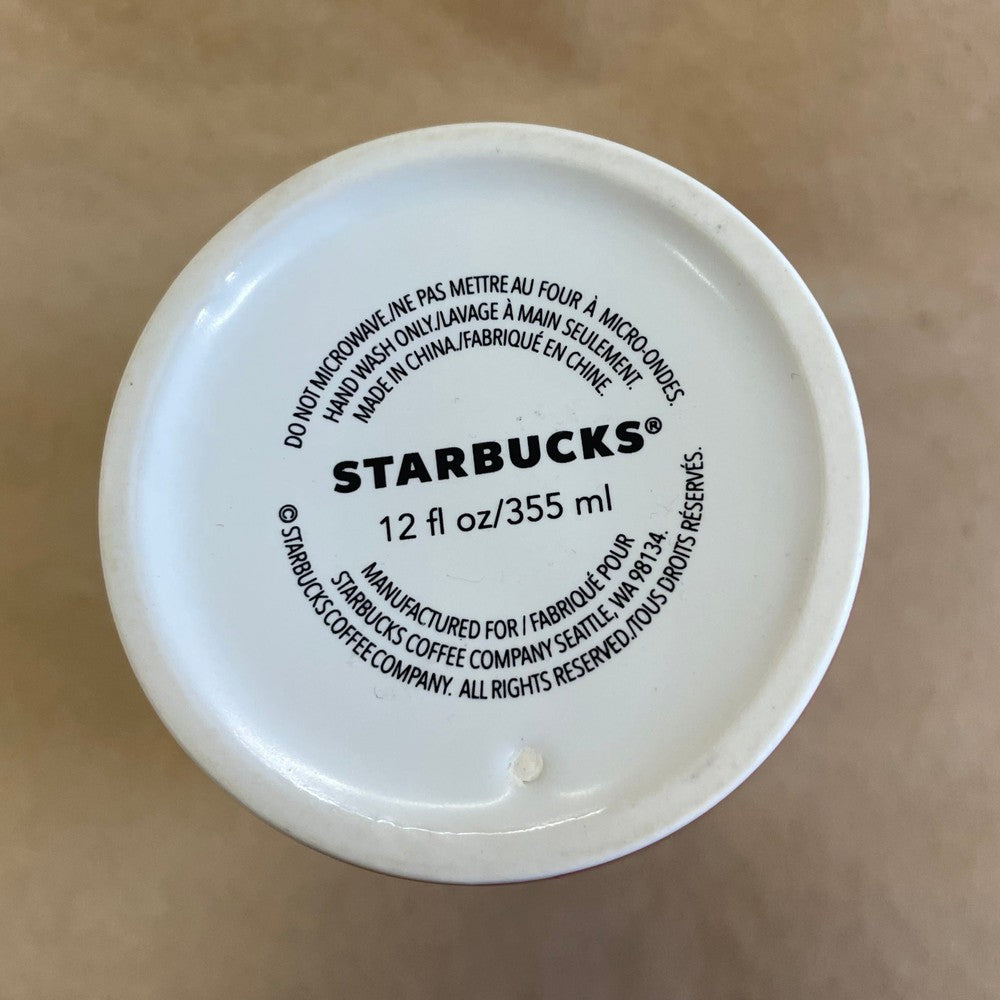 DO NOT MICROWAVE./NE PAS METTRE AU FOUR À MICRO-ONDES.
HAND WASH ONLY./LAVAGE À MAIN SEULEMENT.
MADE IN CHINA./FABRIQUÉ EN CHINE.
STARBUCKS®
12 fl oz/355 ml
MANUFACTURED FOR / FABRIQUÉ POUR
STARBUCKS COFFEE COMPANY SEATTLE, WA 98134.
© STARBUCKS COFFEE COMPANY. ALL RIGHTS RESERVED./TOUS DROITS RÉSERVÉS.